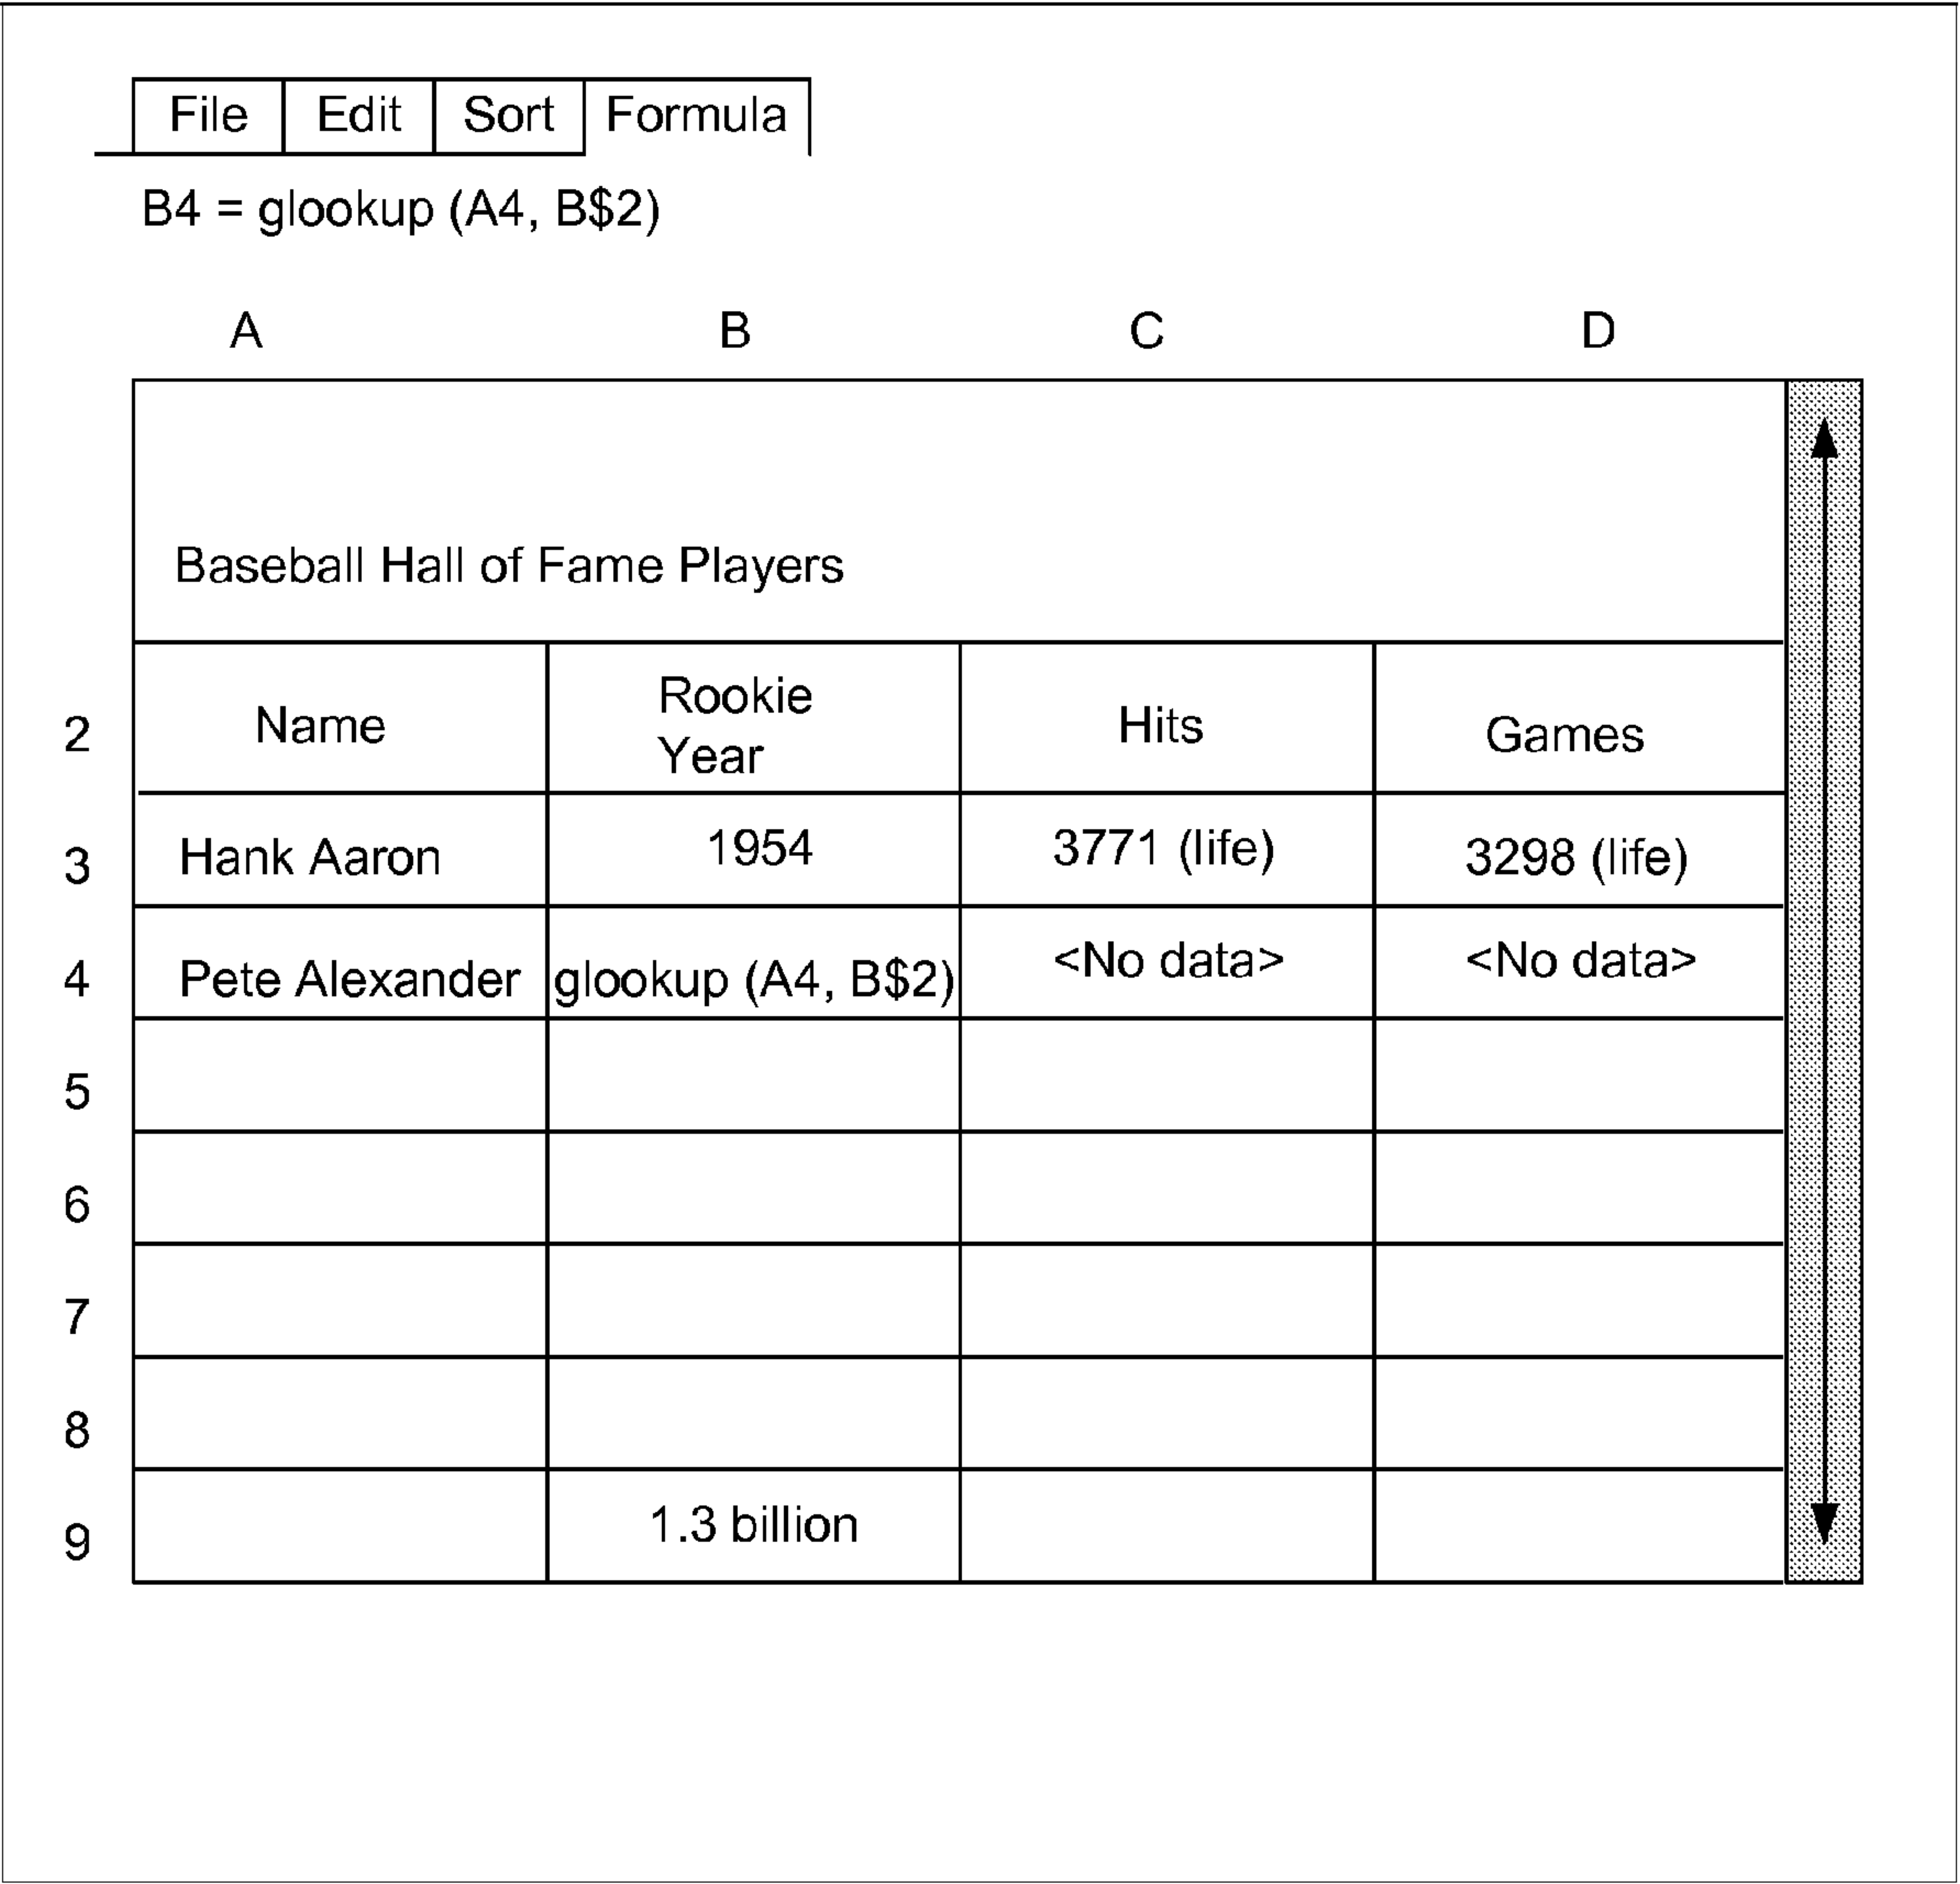 File Edit Sort Formula
B4 = glookup (A4, B$2)
A B C D
Baseball Hall of Fame Players
2 Name Rookie Year Hits Games
3 Hank Aaron 1954 3771 (life) 3298 (life)
4 Pete Alexander glookup (A4, B$2) <No data> <No data>
5
6
7
8
9 1.3 billion